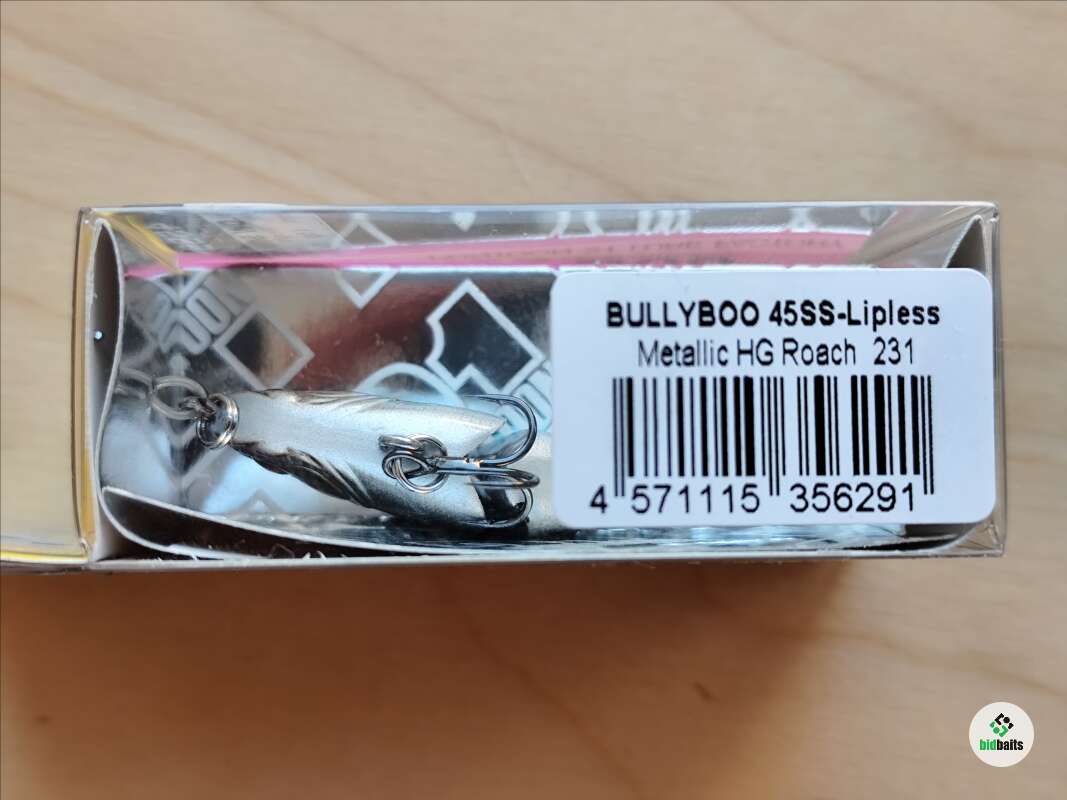 BULLYBOO 45SS-Lipless
Metallic HG Roach 231
4 571115 356291
bidbaits